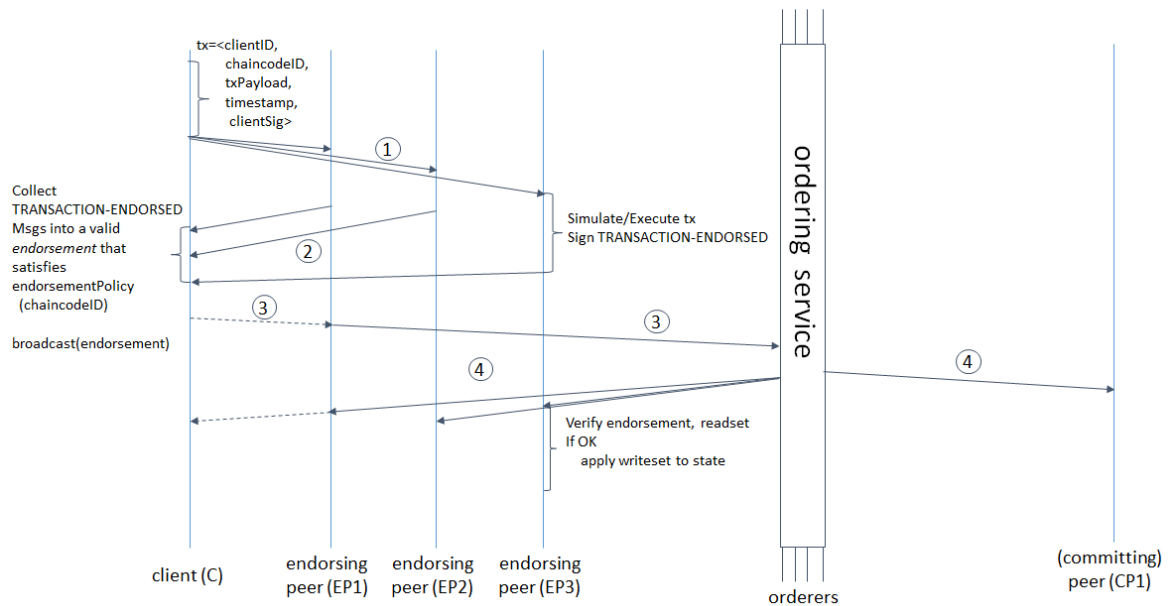 tx=<clientID,
chaincodeID,
txPayload,
timestamp,
clientSig>
1
Collect
TRANSACTION-ENDORSED
Msgs into a valid
endorsement that
satisfies
endorsementPolicy
(chaincodeID)
2
Simulate/Execute tx
Sign TRANSACTION-ENDORSED
ordering service
3
3
broadcast(endorsement)
4
4
Verify endorsement, readset
If OK
apply writeset to state
client (C)
endorsing
peer (EP1)
endorsing
peer (EP2)
endorsing
peer (EP3)
orderers
(committing)
peer (CP1)